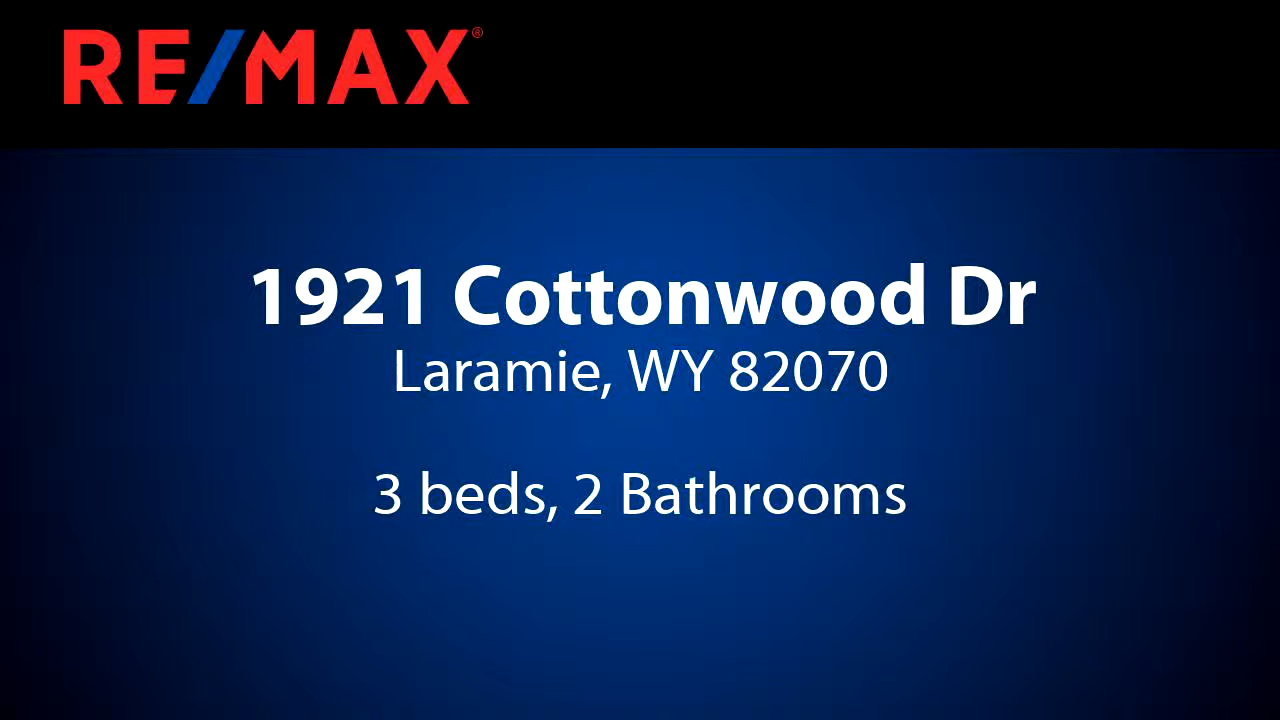 RE/MAX®
1921 Cottonwood Dr
Laramie, WY 82070
3 beds, 2 Bathrooms